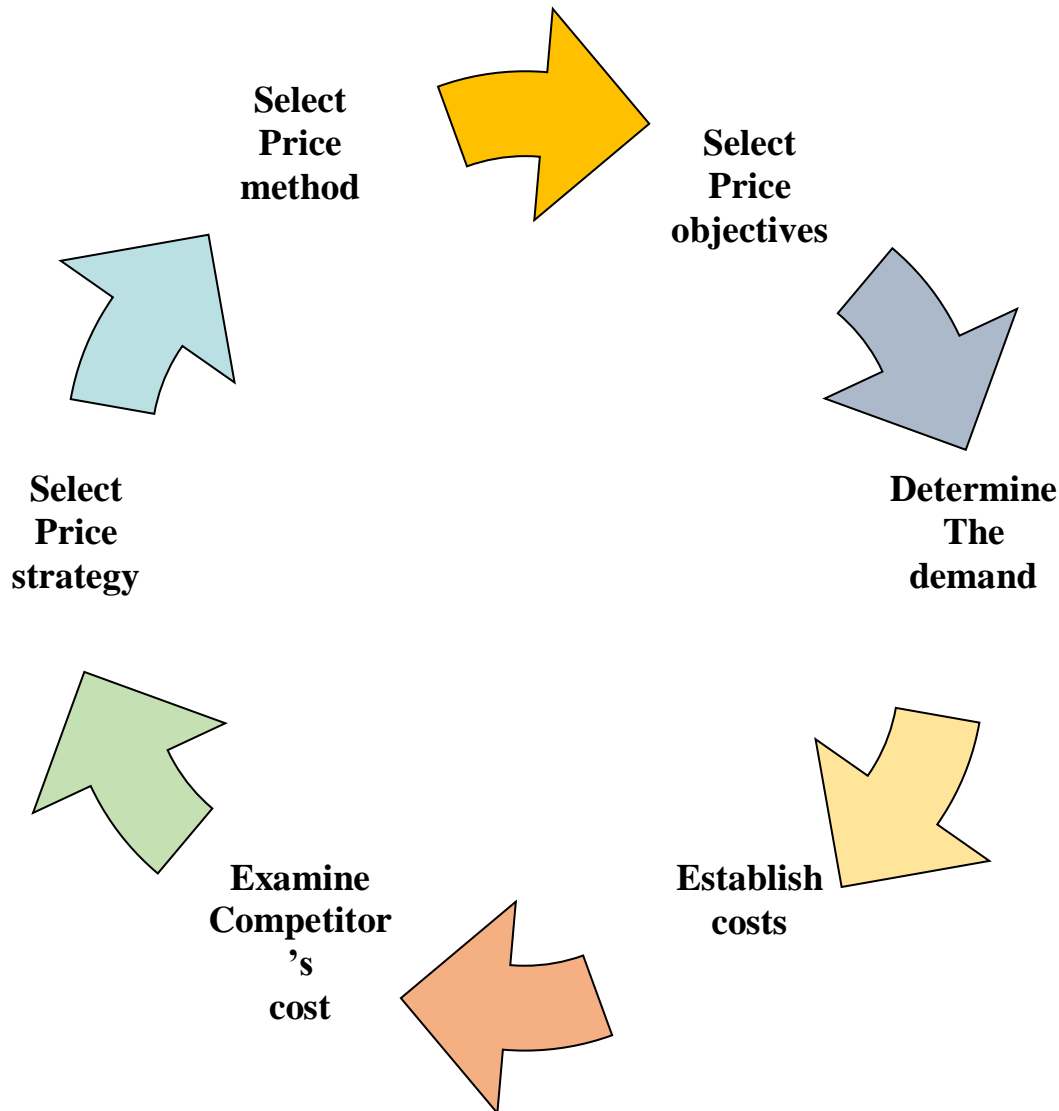 Select
Price
method
Select
Price
objectives
Determine
The
demand
Establish
costs
Examine
Competitor
’s
cost
Select
Price
strategy